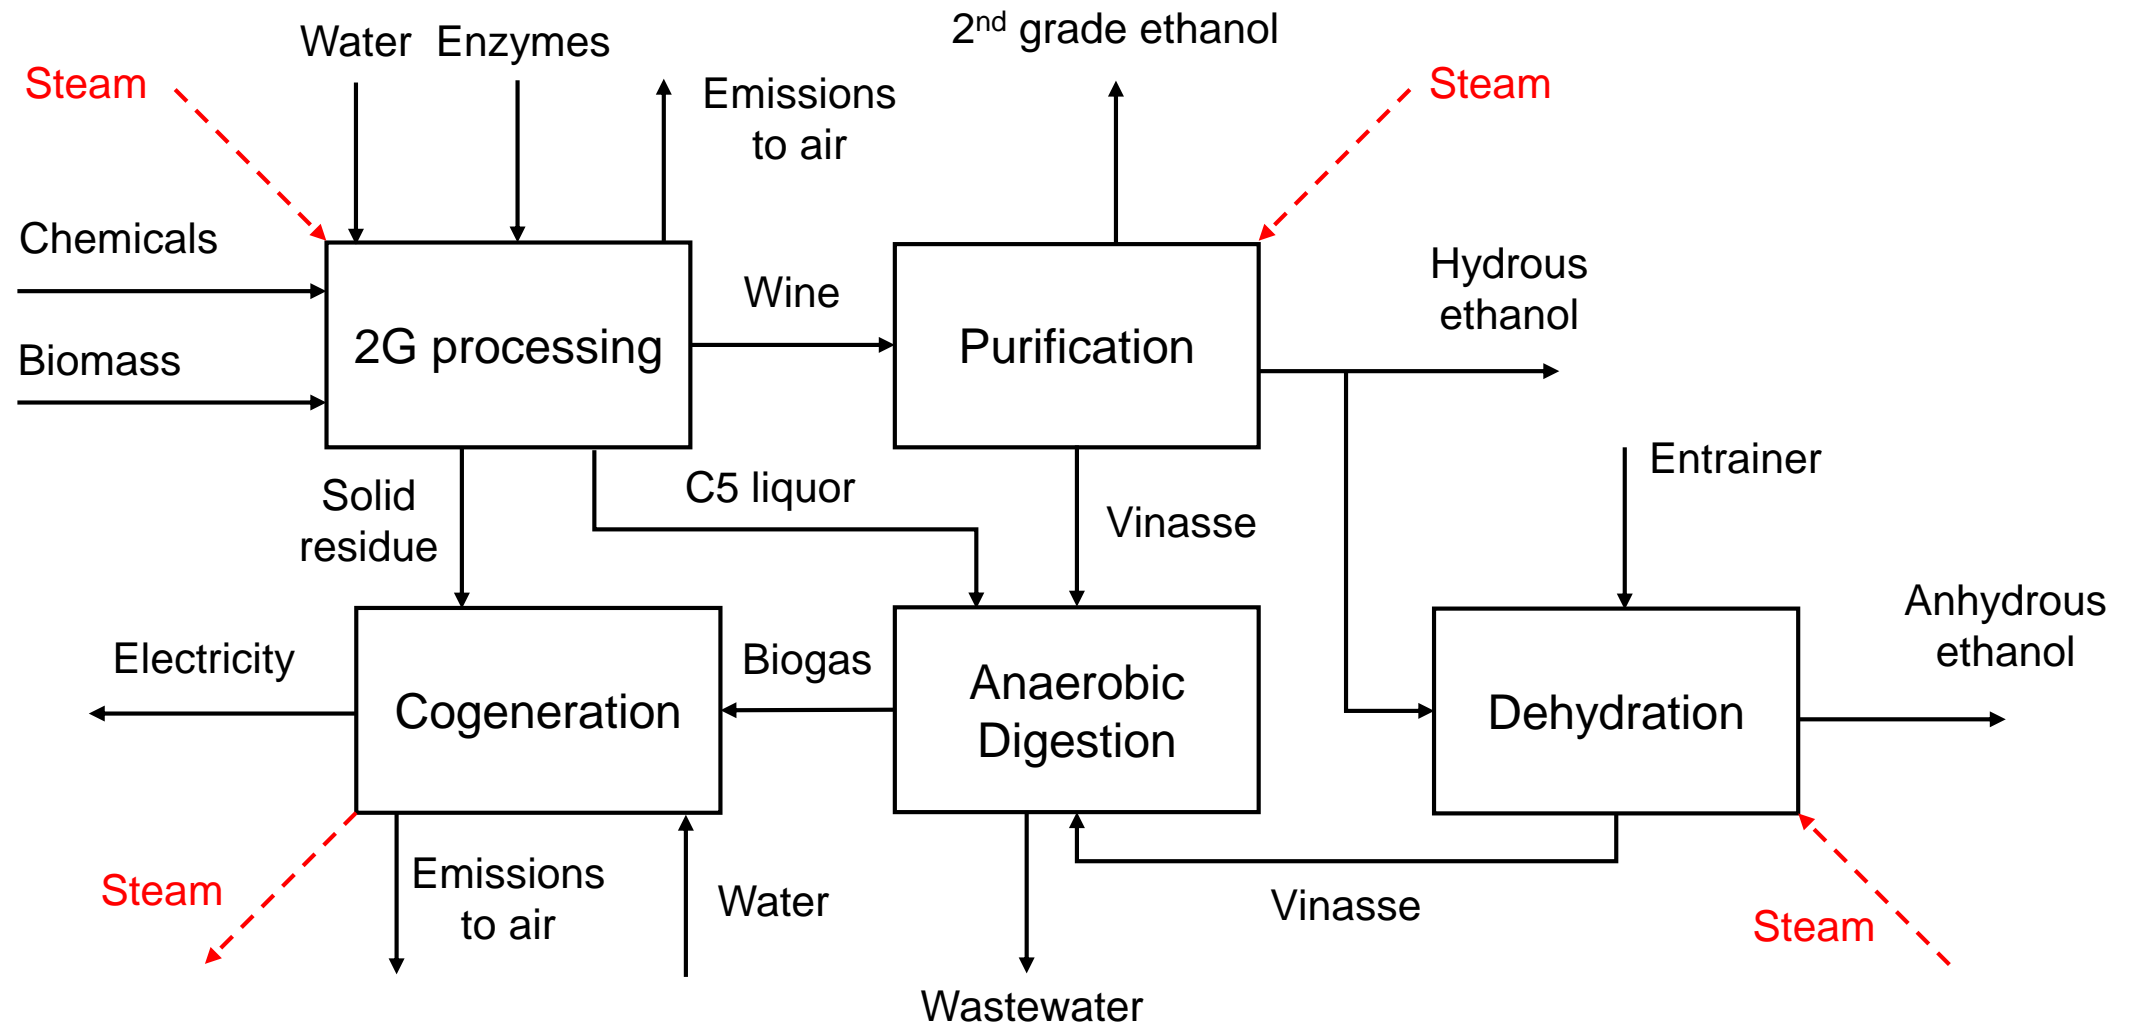 Water Enzymes
2nd grade ethanol
Steam
Emissions
to air
Steam
Chemicals
Wine
Hydrous
ethanol
2G processing
Purification
Biomass
Solid
residue
C5 liquor
Vinasse
Entrainer
Electricity
Biogas
Anhydrous
ethanol
Cogeneration
Anaerobic
Digestion
Dehydration
Steam
Emissions
to air
Water
Vinasse
Steam
Wastewater